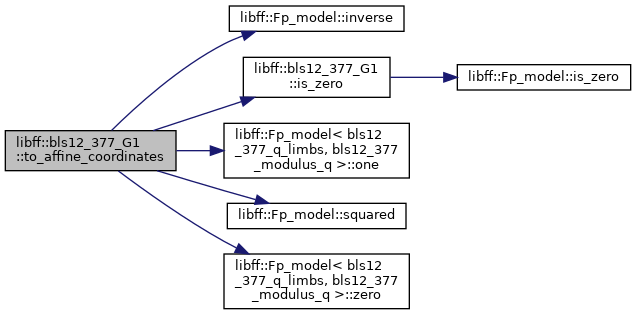 libff::Fp_model::inverse
libff::bls12_377_G1
::is_zero
libff::Fp_model::is_zero
libff::bls12_377_G1
::to_affine_coordinates
libff::Fp_model< bls12
_377_q_limbs, bls12_377
_modulus_q >::one
libff::Fp_model::squared
libff::Fp_model< bls12
_377_q_limbs, bls12_377
_modulus_q >::zero